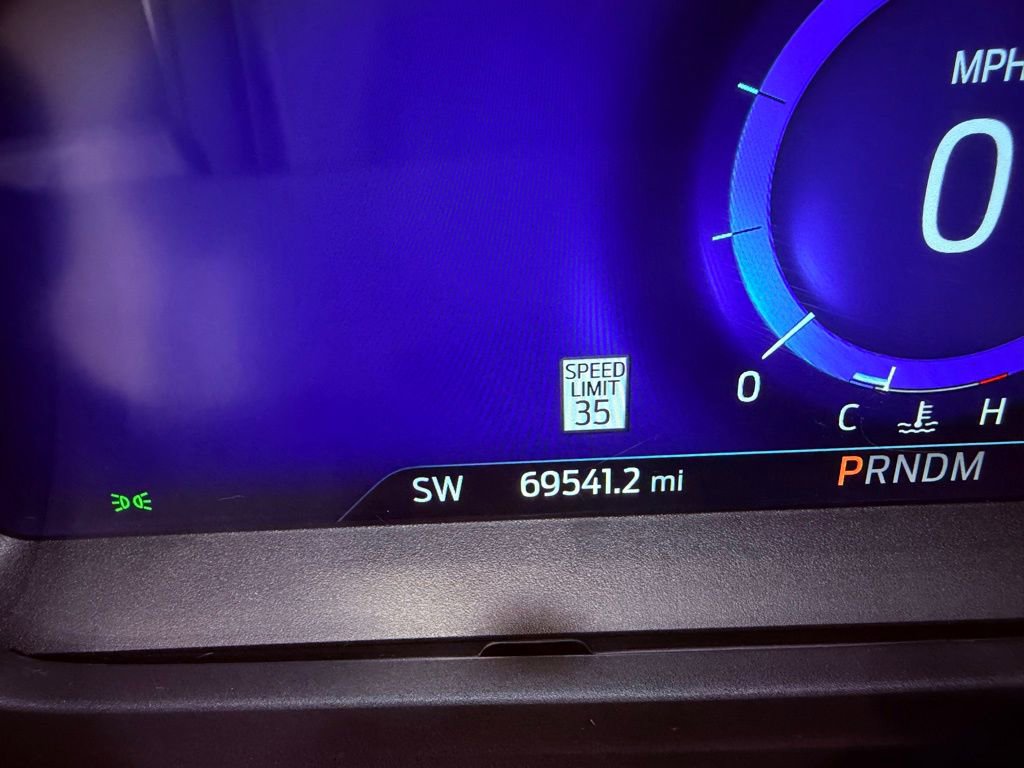 MPH
0
SPEED
LIMIT
35
0
C H
SW 69541.2 mi PRNDM